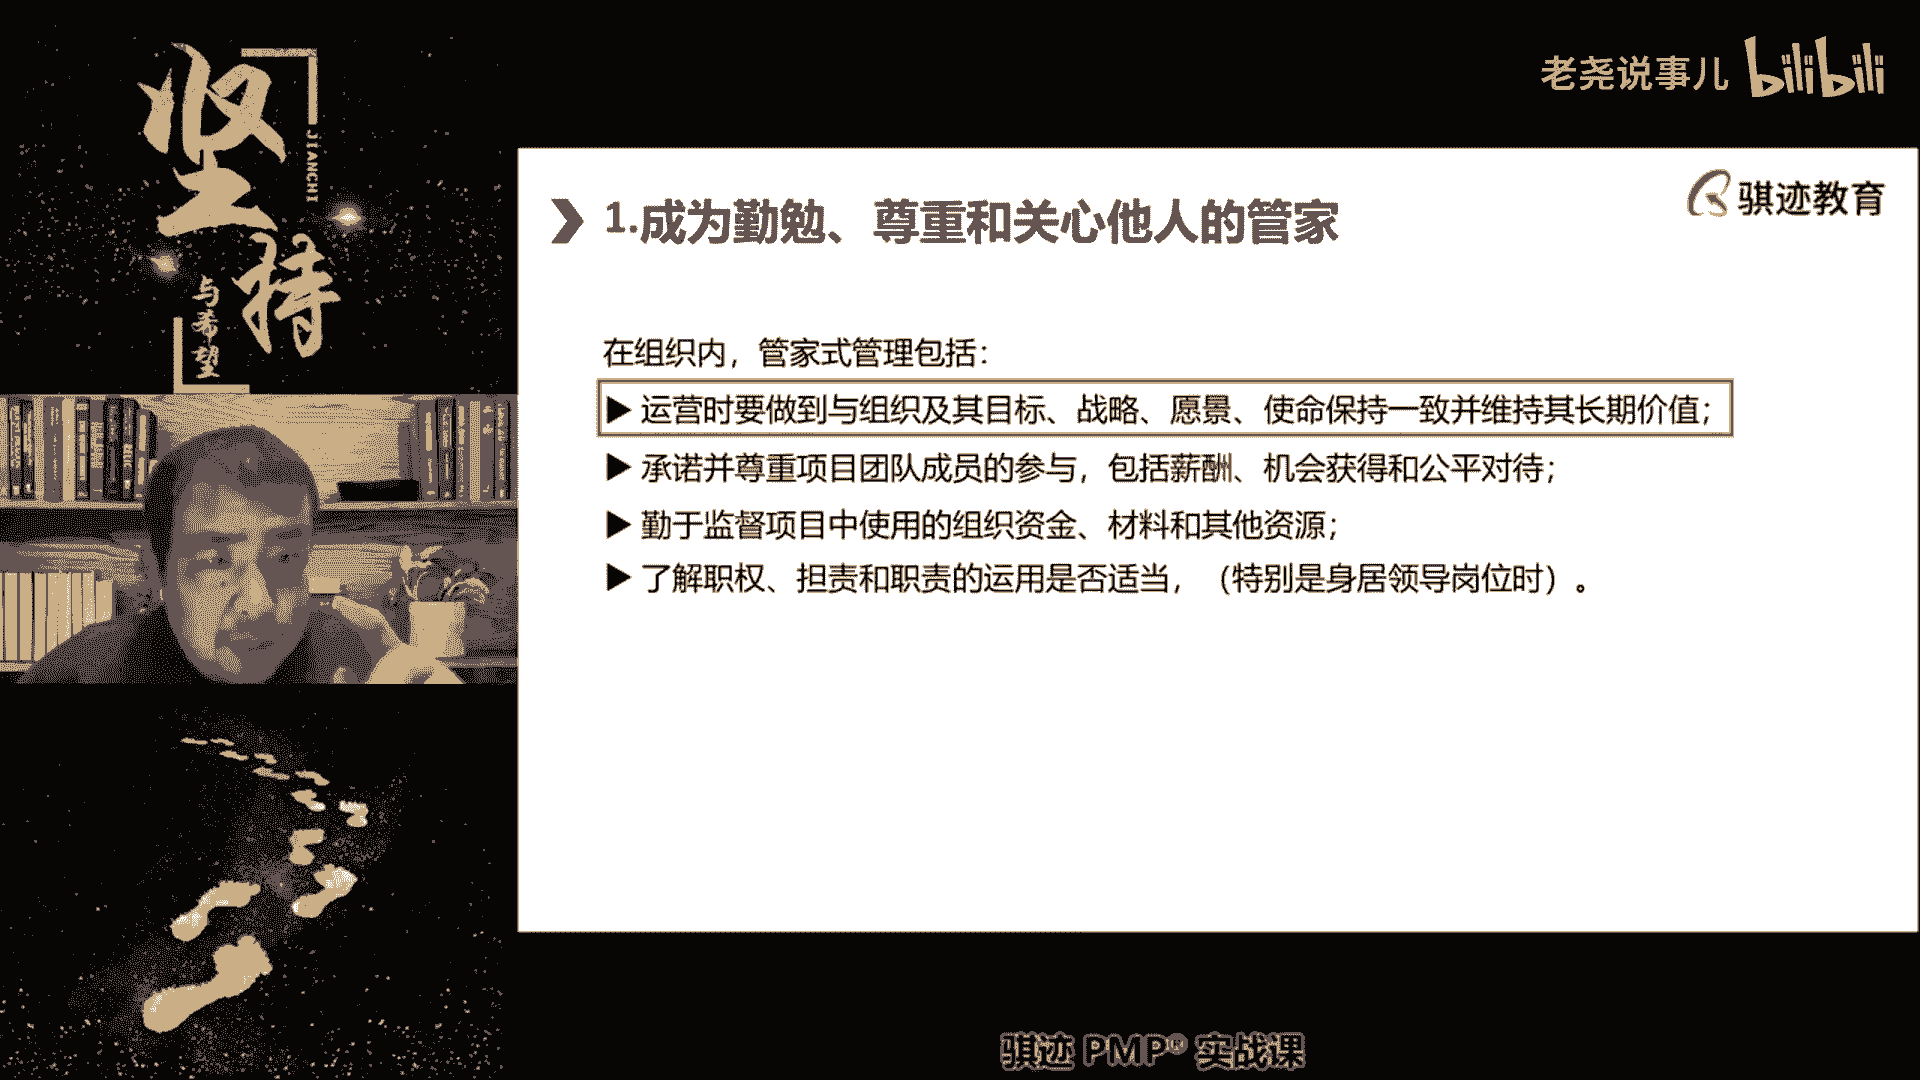 坚持
JIANCHI
与希望
老尧说事儿 bilibili
骐迹教育
1.成为勤勉、尊重和关心他人的管家
在组织内，管家式管理包括：
▶ 运营时要做到与组织及其目标、战略、愿景、使命保持一致并维持其长期价值；
▶ 承诺并尊重项目团队成员的参与，包括薪酬、机会获得和公平对待；
▶ 勤于监督项目中使用的组织资金、材料和其他资源；
▶ 了解职权、担责和职责的运用是否适当，（特别是身居领导岗位时）。
骐迹 PMP® 实战课